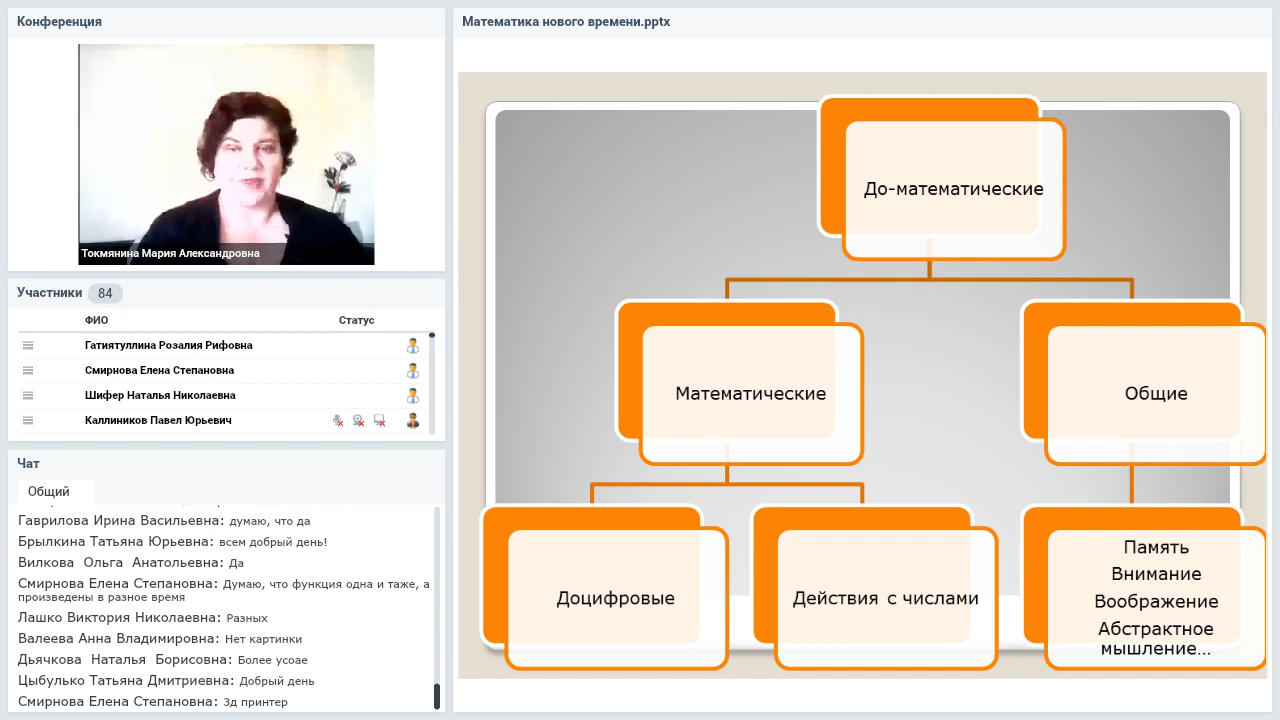 Конференция
Токмянина Мария Александровна
Участники 84
ФИО Статус
Гатиятуллина Розалия Рифовна
Смирнова Елена Степановна
Шифер Наталья Николаевна
Каллиников Павел Юрьевич
Чат
Общий
Гаврилова Ирина Васильевна: думаю, что да
Брылкина Татьяна Юрьевна: всем добрый день!
Вилкова Ольга Анатольевна: Да
Смирнова Елена Степановна: Думаю, что функция одна и таже, а
произведены в разное время
Лашко Виктория Николаевна: Разных
Валеева Анна Владимировна: Нет картинки
Дьячкова Наталья Борисовна: Более усоае
Цыбулько Татьяна Дмитриевна: Добрый день
Смирнова Елена Степановна: 3д принтер
Математика нового времени.pptx
До-математические
Математические
Общие
Доцифровые
Действия с числами
Память
Внимание
Воображение
Абстрактное
мышление...